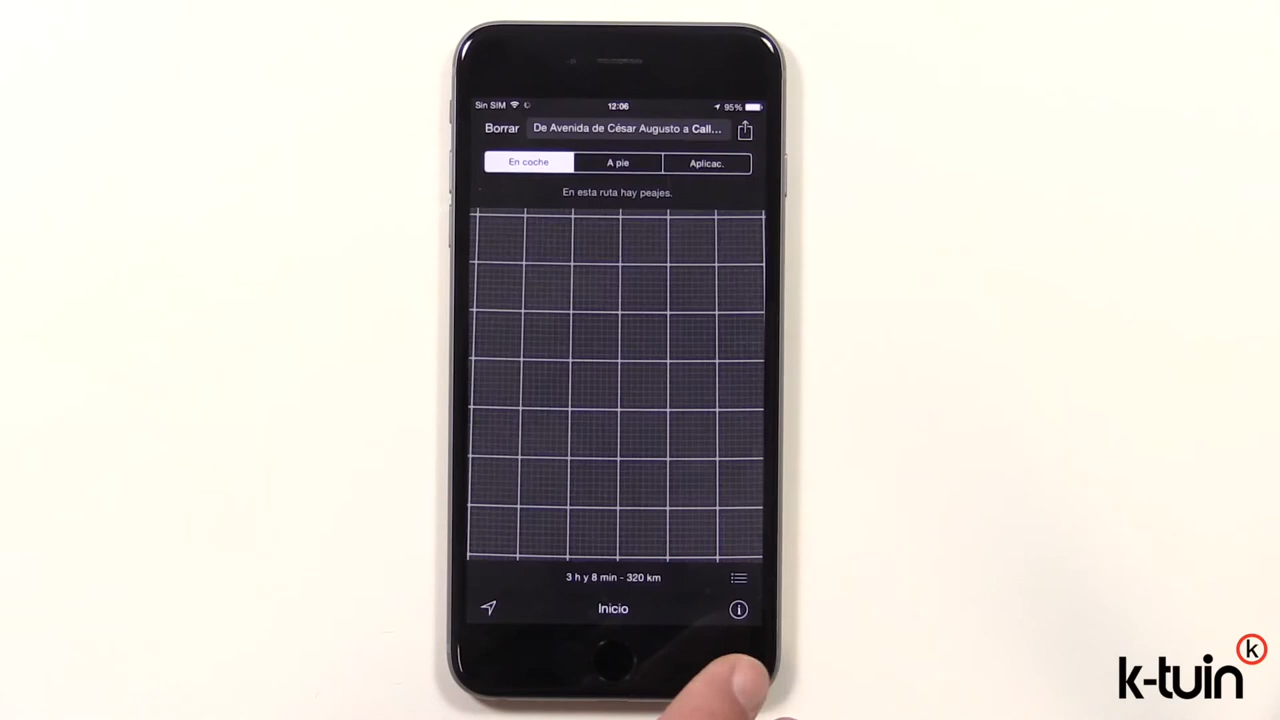 Sin SIM 12:06 95%
Borrar De Avenida de César Augusto a Call...
En coche A pie Aplicac.
En esta ruta hay peajes.
3 h y 8 min - 320 km
Inicio
k
k-tuin